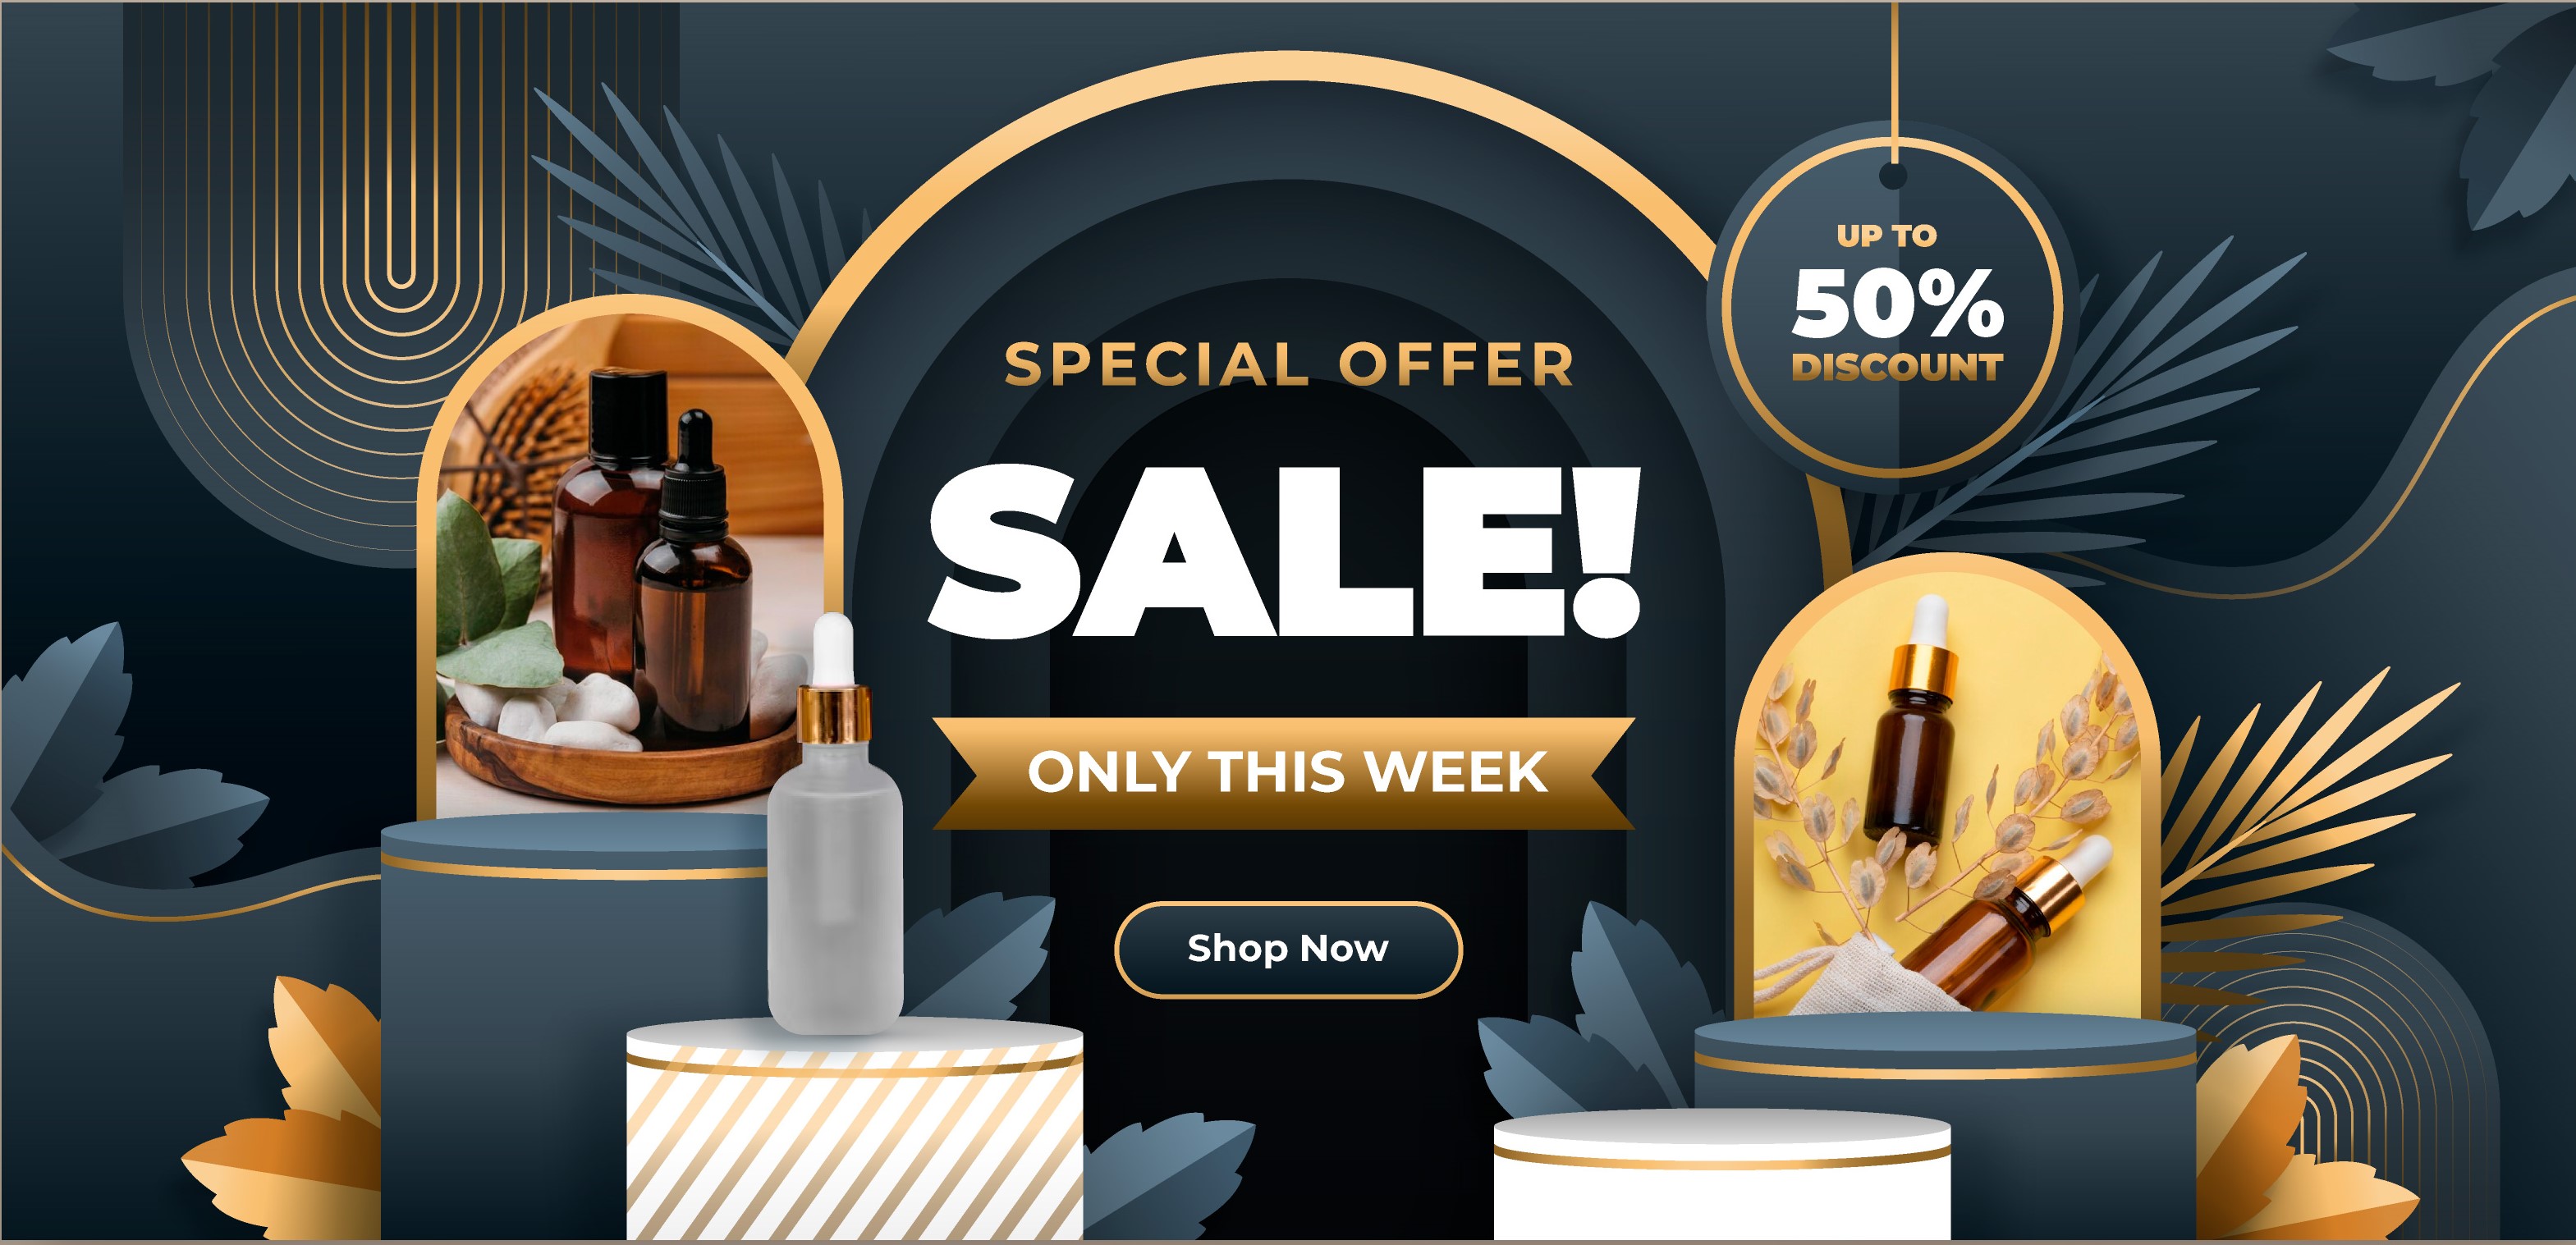 SPECIAL OFFER
SALE!
ONLY THIS WEEK
Shop Now
UP TO
50%
DISCOUNT